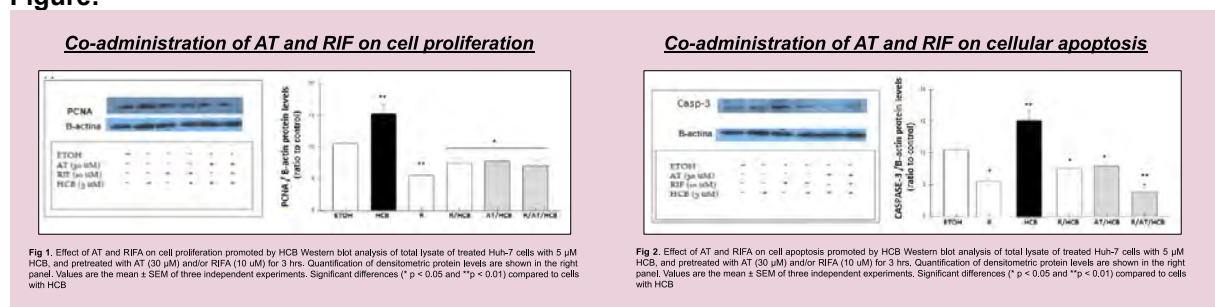 Figure.
Co-administration of AT and RIF on cell proliferation
Co-administration of AT and RIF on cellular apoptosis
PCNA
B-actina
ETOH
AT (30 uM)
RIF (10 uM)
HCB (5 uM)
PCNA / B-actin protein levels
(ratio to control)
**
**
*
ETOH HCB R R/HCB AT/HCB R/AT/HCB
Casp-3
B-actina
ETOH
AT (30 uM)
RIF (10 uM)
HCB (5 uM)
CASPASE-3/B-actin protein levels
(ratio to control)
*
**
*
*
**
ETOH R HCB R/HCB AT/HCB R/AT/HCB
Fig 1. Effect of AT and RIFA on cell proliferation promoted by HCB Western blot analysis of total lysate of treated Huh-7 cells with 5 µM
HCB, and pretreated with AT (30 µM) and/or RIFA (10 uM) for 3 hrs. Quantification of densitometric protein levels are shown in the right
panel. Values are the mean ± SEM of three independent experiments. Significant differences (* p < 0.05 and **p < 0.01) compared to cells
with HCB
Fig 2. Effect of AT and RIFA on cell apoptosis promoted by HCB Western blot analysis of total lysate of treated Huh-7 cells with 5 µM
HCB, and pretreated with AT (30 µM) and/or RIFA (10 uM) for 3 hrs. Quantification of densitometric protein levels are shown in the right
panel. Values are the mean ± SEM of three independent experiments. Significant differences (* p < 0.05 and **p < 0.01) compared to cells
with HCB